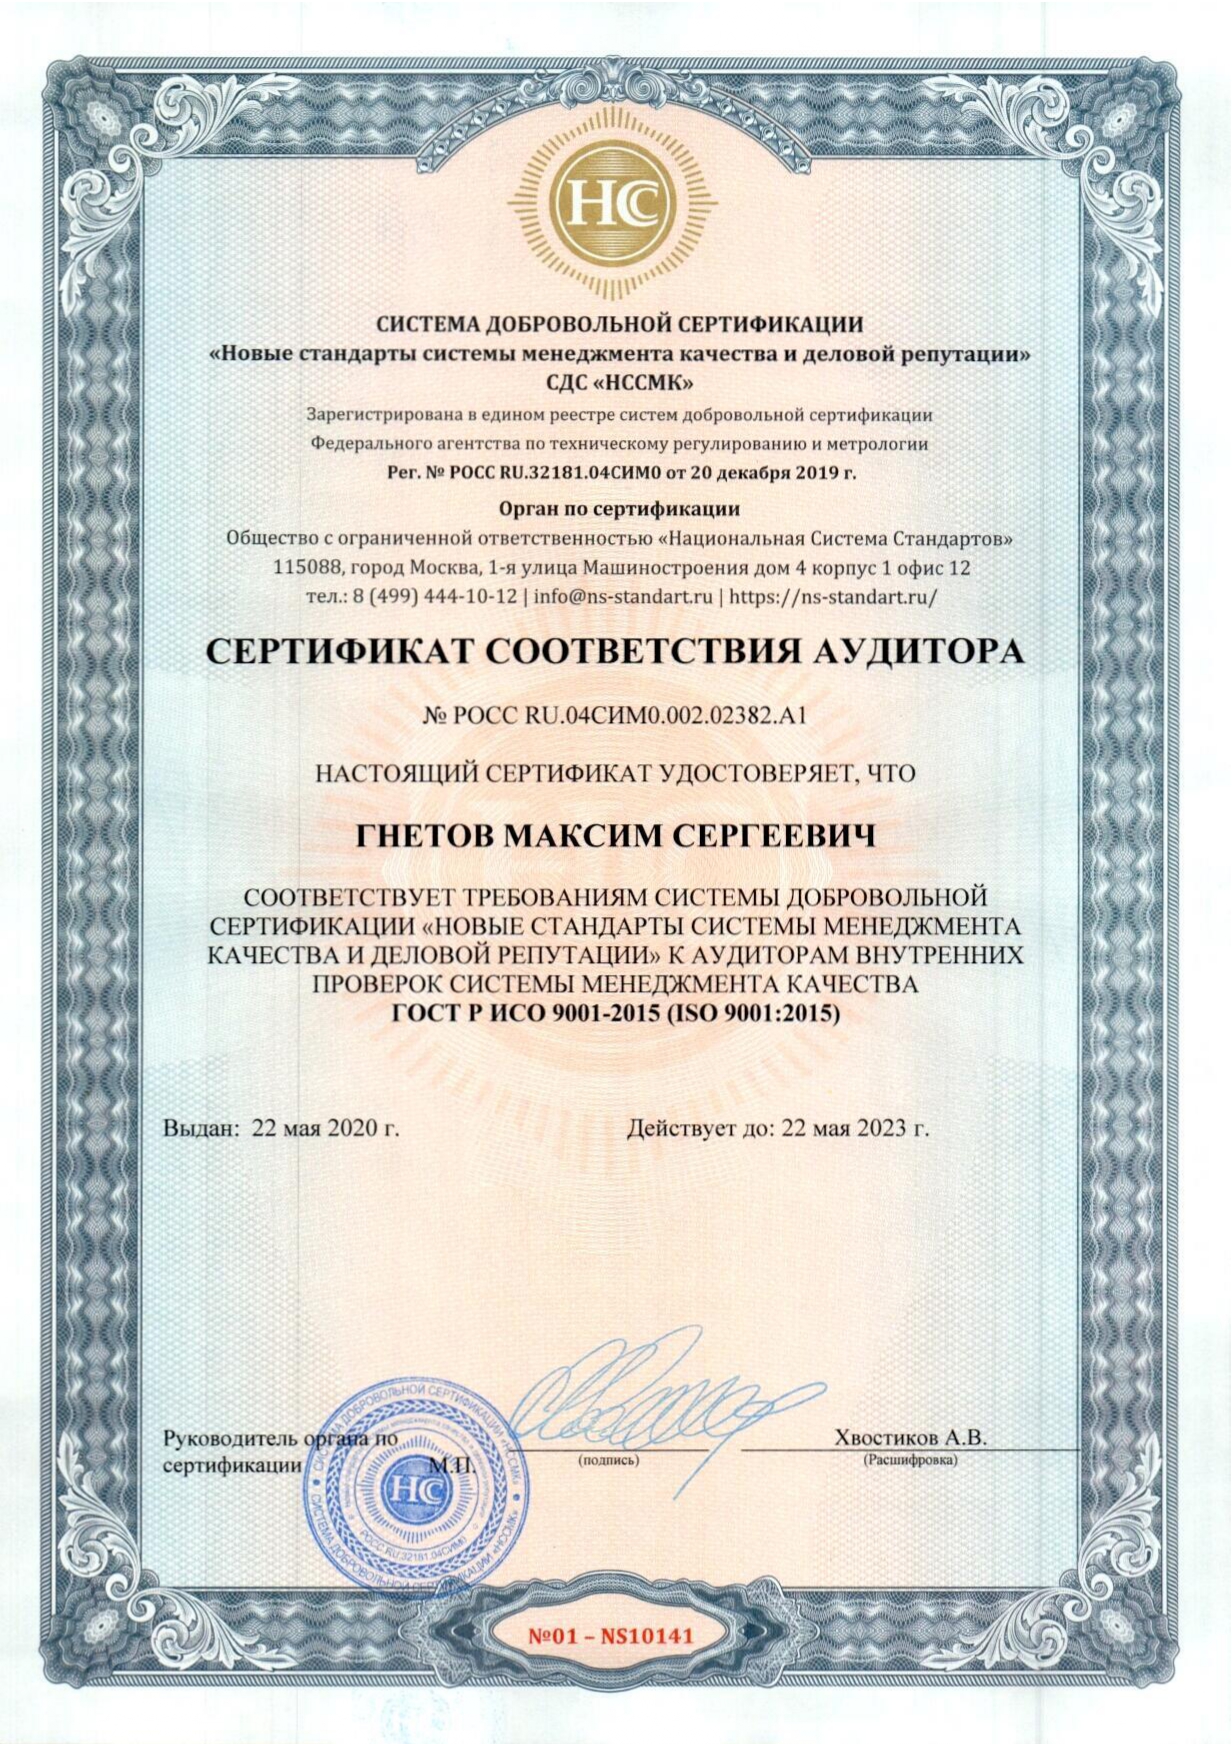 НСС
СИСТЕМА ДОБРОВОЛЬНОЙ СЕРТИФИКАЦИИ
«Новые стандарты системы менеджмента качества и деловой репутации»
СДС «НССМК»
Зарегистрирована в едином реестре систем добровольной сертификации
Федерального агентства по техническому регулированию и метрологии
Рег. № РОСС RU.32181.04СИМ0 от 20 декабря 2019 г.
Орган по сертификации
Общество с ограниченной ответственностью «Национальная Система Стандартов»
115088, город Москва, 1-я улица Машиностроения дом 4 корпус 1 офис 12
тел.: 8 (499) 444-10-12 | info@ns-standart.ru | https://ns-standart.ru/
СЕРТИФИКАТ СООТВЕТСТВИЯ АУДИТОРА
№ РОСС RU.04СИМ0.002.02382.А1
НАСТОЯЩИЙ СЕРТИФИКАТ УДОСТОВЕРЯЕТ, ЧТО
ГНЕТОВ МАКСИМ СЕРГЕЕВИЧ
СООТВЕТСТВУЕТ ТРЕБОВАНИЯМ СИСТЕМЫ ДОБРОВОЛЬНОЙ
СЕРТИФИКАЦИИ «НОВЫЕ СТАНДАРТЫ СИСТЕМЫ МЕНЕДЖМЕНТА
КАЧЕСТВА И ДЕЛОВОЙ РЕПУТАЦИИ» К АУДИТОРАМ ВНУТРЕННИХ
ПРОВЕРОК СИСТЕМЫ МЕНЕДЖМЕНТА КАЧЕСТВА
ГОСТ Р ИСО 9001-2015 (ISO 9001:2015)
Выдан: 22 мая 2020 г. Действует до: 22 мая 2023 г.
Руководитель органа по
сертификации М.П.
(подпись)
Хвостиков А.В.
(Расшифровка)
СИСТЕМА ДОБРОВОЛЬНОЙ СЕРТИФИКАЦИИ «НССМК»
СИСТЕМА ДОБРОВОЛЬНОЙ СЕРТИФИКАЦИИ «НССМК»
НСС
РОСС RU.32181.04СИМ0
№01 – NS10141